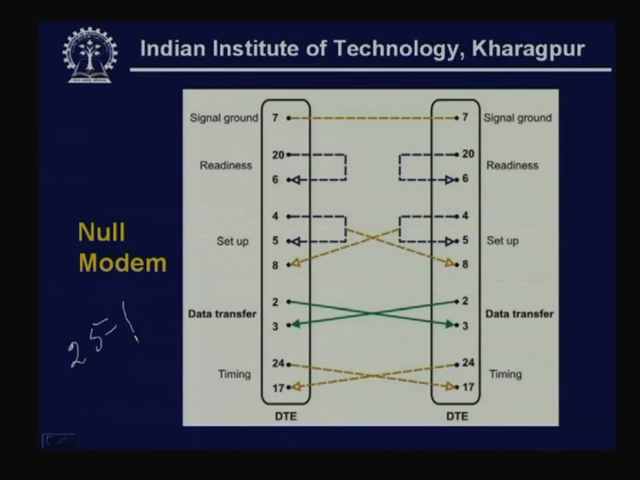 Indian Institute of Technology, Kharagpur
Signal ground 7 7 Signal ground
20 20
Readiness Readiness
6 6
4 4
Null Modem
Set up 5 5 Set up
8 8
2 2
Data transfer Data transfer
3 3
25-1
24 24
Timing Timing
17 17
DTE DTE